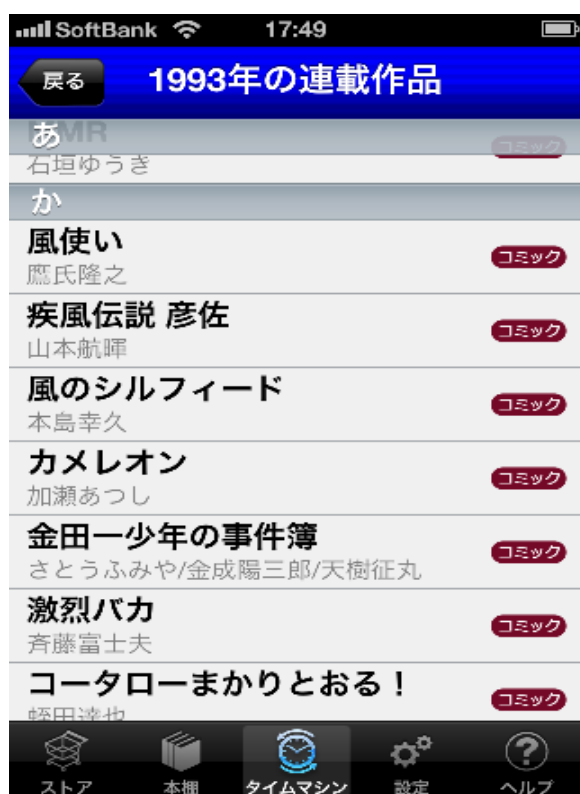 SoftBank 17:49
戻る 1993年の連載作品
あ
MR
石垣ゆうき コミック
か
風使い
鷹氏隆之 コミック
疾風伝説 彦佐
山本航暉 コミック
風のシルフィード
本島幸久 コミック
カメレオン
加瀬あつし コミック
金田一少年の事件簿
さとうふみや/金成陽三郎/天樹征丸 コミック
激烈バカ
斉藤富士夫 コミック
コータローまかりとおる！
蛭田達也 コミック
ストア 本棚 タイムマシン 設定 ヘルプ